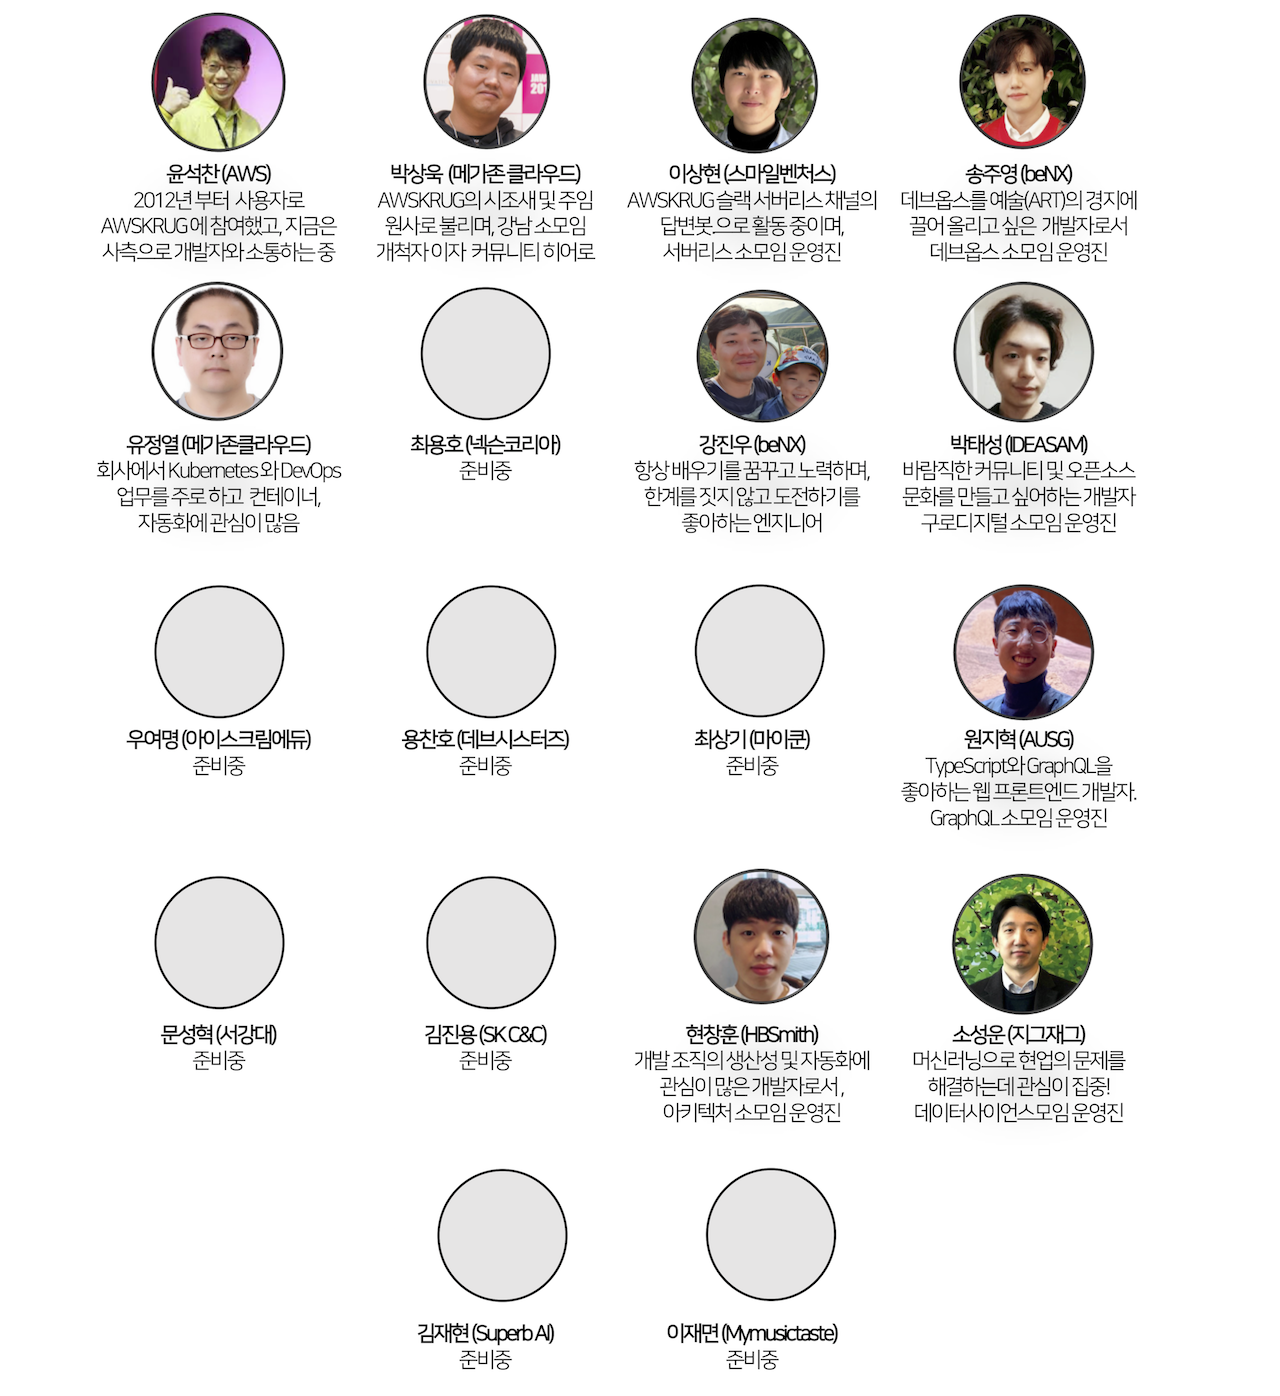 윤석찬 (AWS)
2012년 부터 사용자로
AWSKRUG에 참여했고, 지금은
사측으로 개발자와 소통하는 중
박상욱 (메가존 클라우드)
AWSKRUG의 시조새 및 주임
원사로 불리며, 강남 소모임
개척자 이자 커뮤니티 히어로
이상현 (스마일벤처스)
AWSKRUG 슬랙 서버리스 채널의
답변봇.으로 활동 중이며,
서버리스 소모임 운영진
송주영 (beNX)
데브옵스를 예술(ART)의 경지에
끌어 올리고 싶은 개발자로서
데브옵스 소모임 운영진
유정열 (메가존클라우드)
회사에서 Kubernetes 와 DevOps
업무를 주로 하고 컨테이너,
자동화에 관심이 많음
최용호 (넥슨코리아)
준비중
강진우 (beNX)
항상 배우기를 꿈꾸고 노력하며,
한계를 짓지 않고 도전하기를
좋아하는 엔지니어
박태성 (IDEASAM)
바람직한 커뮤니티 및 오픈소스
문화를 만들고 싶어하는 개발자
구로디지털 소모임 운영진
우여명 (아이스크림에듀)
준비중
용찬호 (데브시스터즈)
준비중
최상기 (마이쿤)
준비중
원지혁 (AUSG)
TypeScript와 GraphQL을
좋아하는 웹 프론트엔드 개발자.
GraphQL 소모임 운영진
문성혁 (서강대)
준비중
김진용 (SK C&C)
준비중
현창훈 (HBSmith)
개발 조직의 생산성 및 자동화에
관심이 많은 개발자로서 ,
아키텍처 소모임 운영진
소성운 (지그재그)
머신러닝으로 현업의 문제를
해결하는데 관심이 집중!
데이터사이언스모임 운영진
김재현 (Superb AI)
준비중
이재면 (Mymusictaste)
준비중